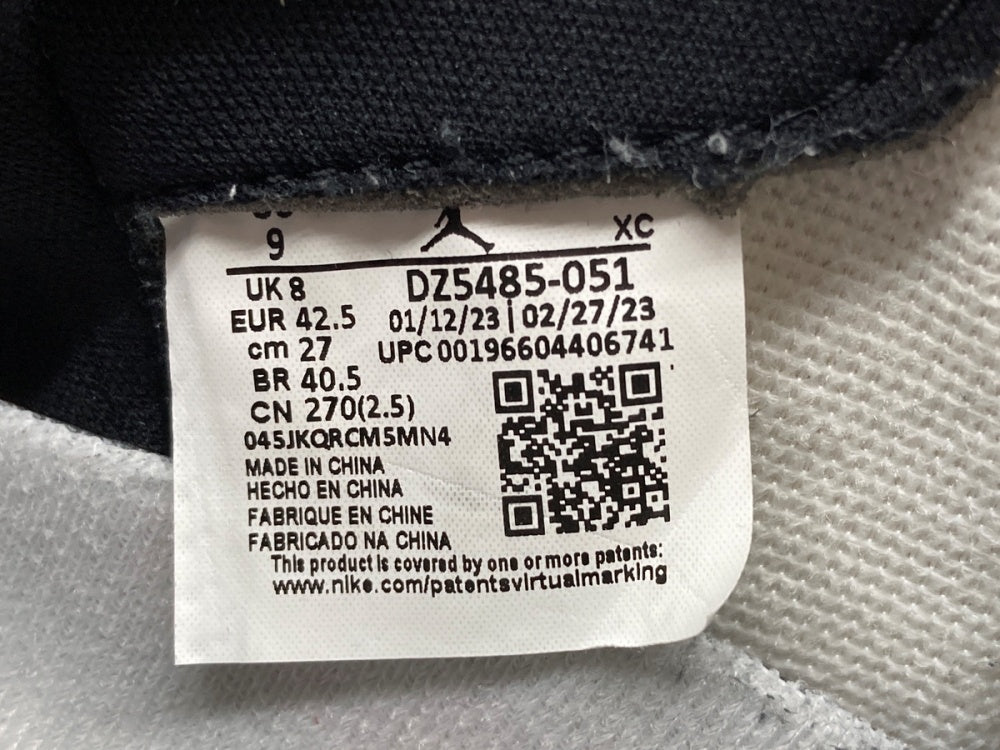 9
XC
UK 8
DZ5485-051
EUR 42.5
01/12/23 | 02/27/23
cm 27
UPC 00196604406741
BR 40.5
CN 270(2.5)
045JKQRCM5MN4
MADE IN CHINA
HECHO EN CHINA
FABRIQUE EN CHINE
FABRICADO NA CHINA
This product is covered by one or more patents:
www.nike.com/patentsvirtualmarking